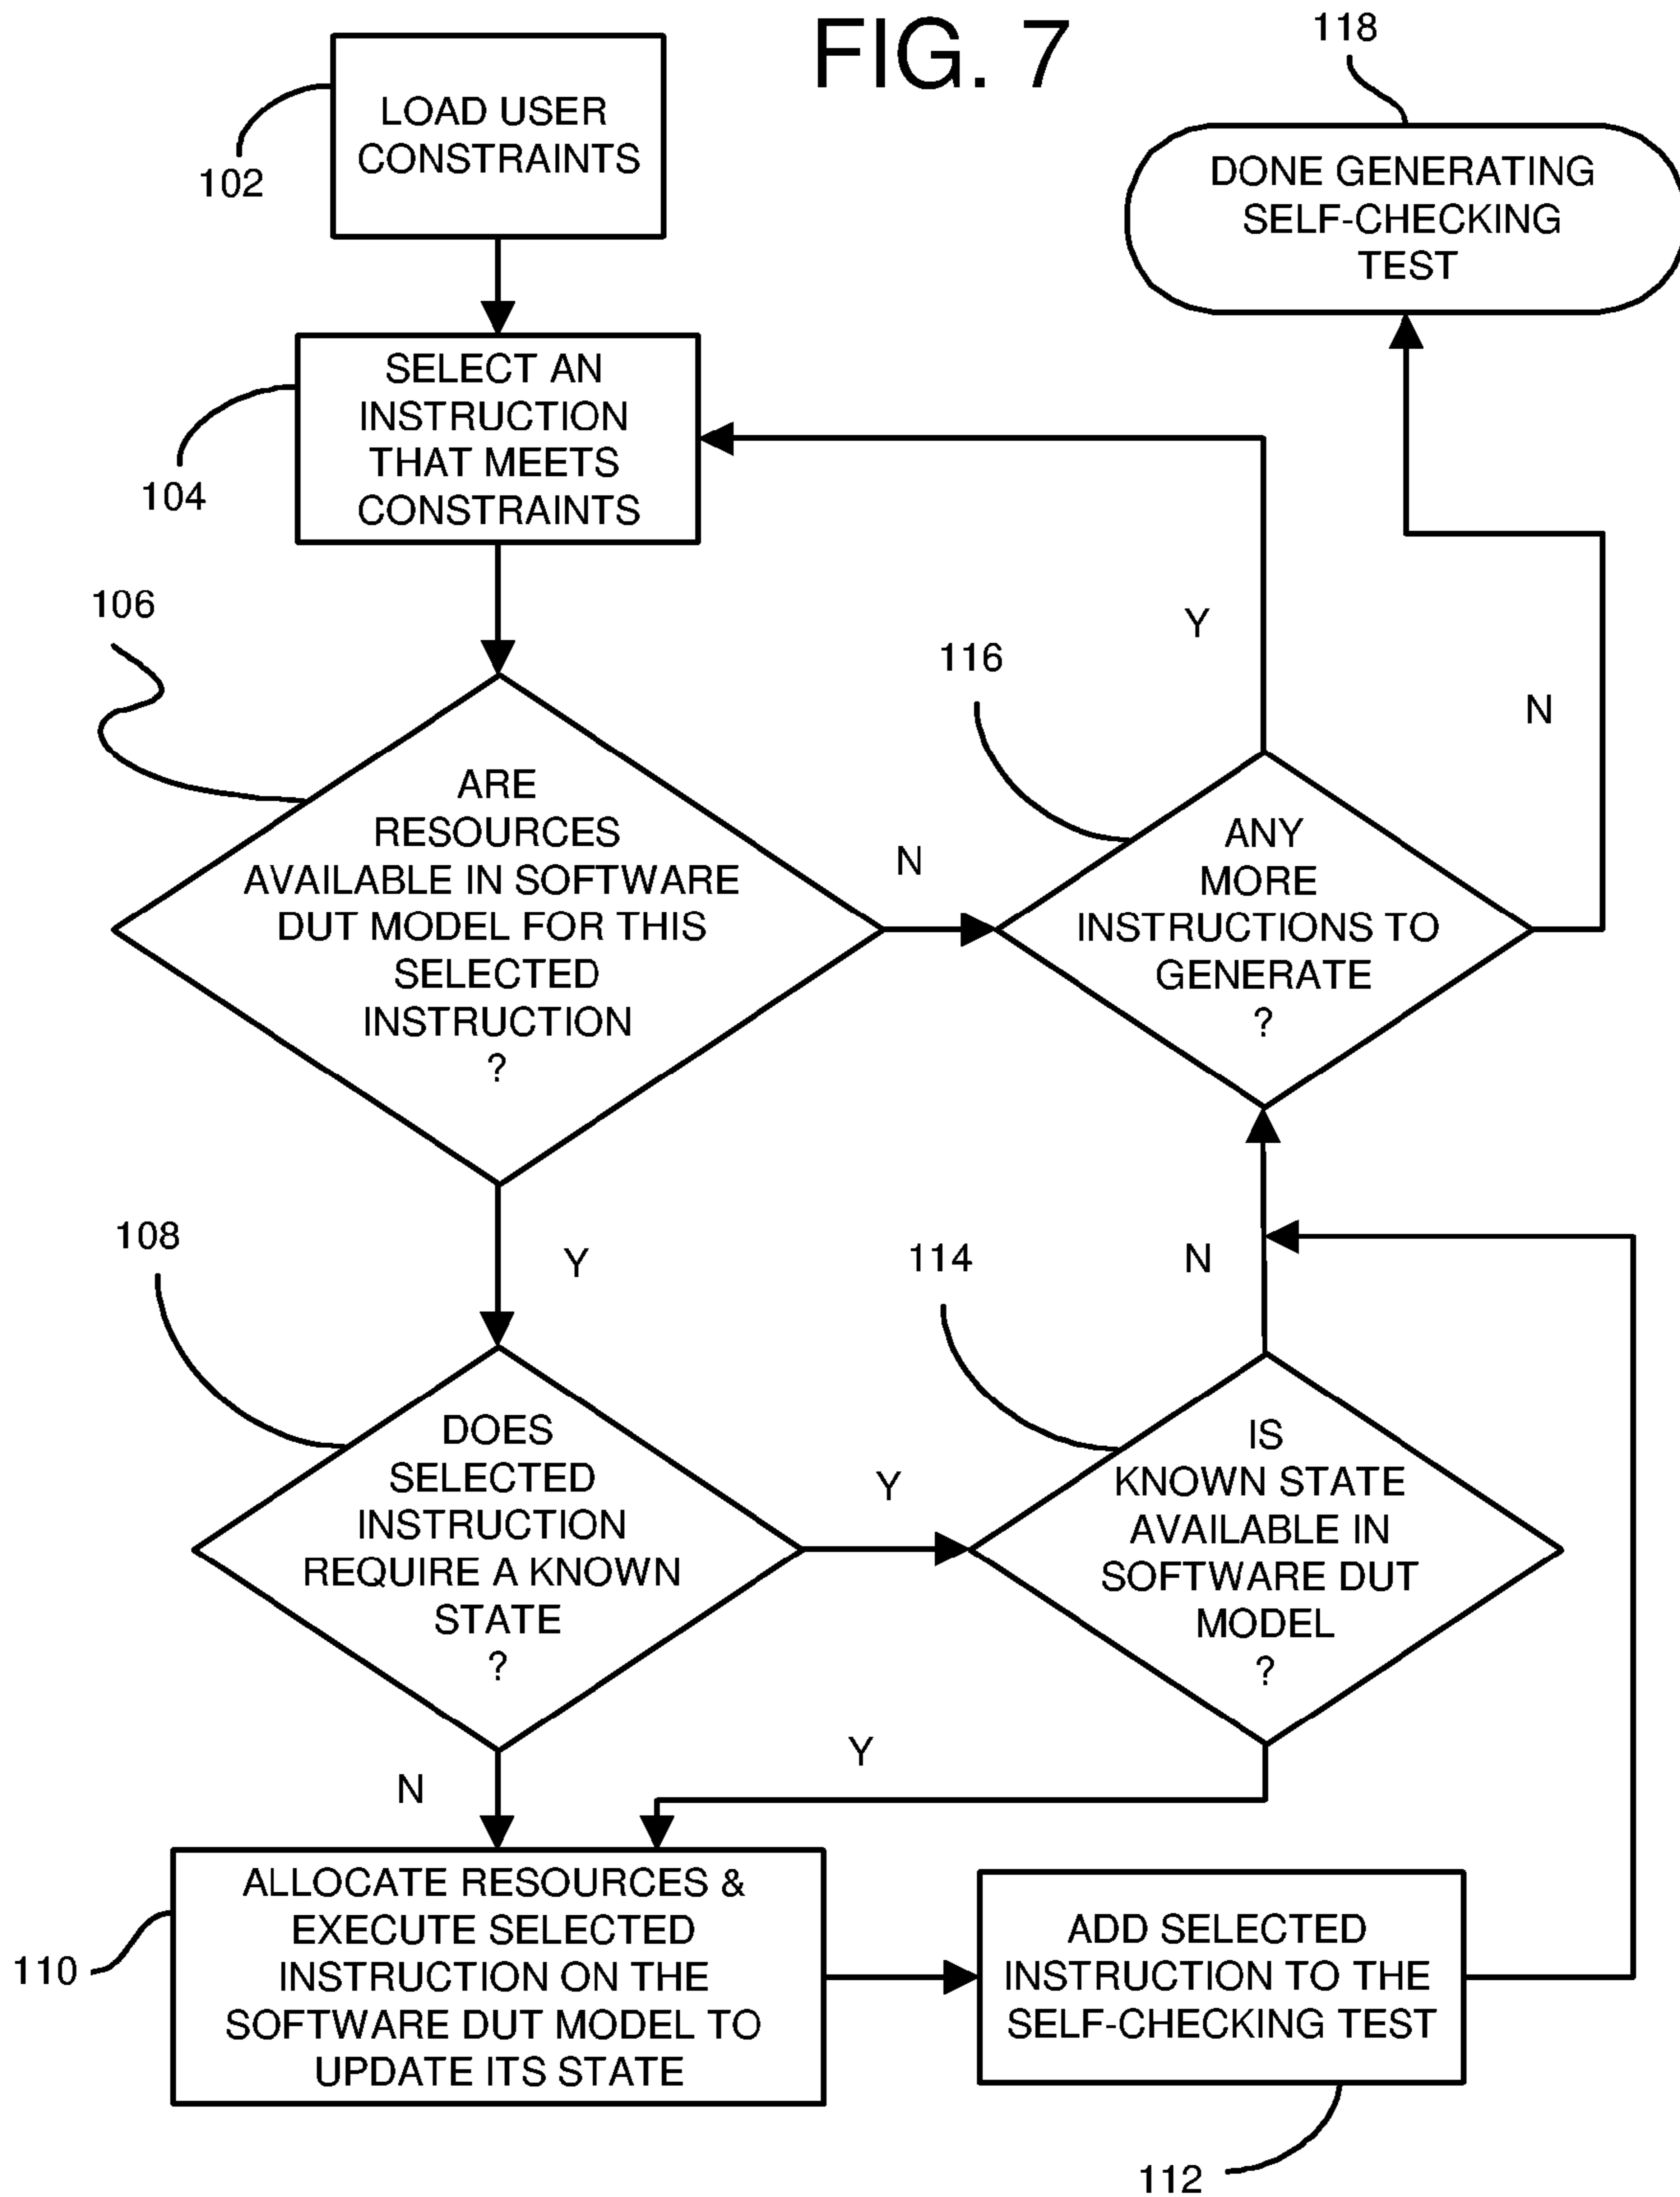 FIG. 7
118
LOAD USER
CONSTRAINTS
102
DONE GENERATING
SELF-CHECKING
TEST
SELECT AN
INSTRUCTION
THAT MEETS
CONSTRAINTS
104
106
Y
116
N
ARE
RESOURCES
AVAILABLE IN SOFTWARE
DUT MODEL FOR THIS
SELECTED
INSTRUCTION
?
N
ANY
MORE
INSTRUCTIONS TO
GENERATE
?
108
Y
114
N
DOES
SELECTED
INSTRUCTION
REQUIRE A KNOWN
STATE
?
Y
IS
KNOWN STATE
AVAILABLE IN
SOFTWARE DUT
MODEL
?
N
Y
ALLOCATE RESOURCES &
EXECUTE SELECTED
INSTRUCTION ON THE
SOFTWARE DUT MODEL TO
UPDATE ITS STATE
110
ADD SELECTED
INSTRUCTION TO THE
SELF-CHECKING TEST
112